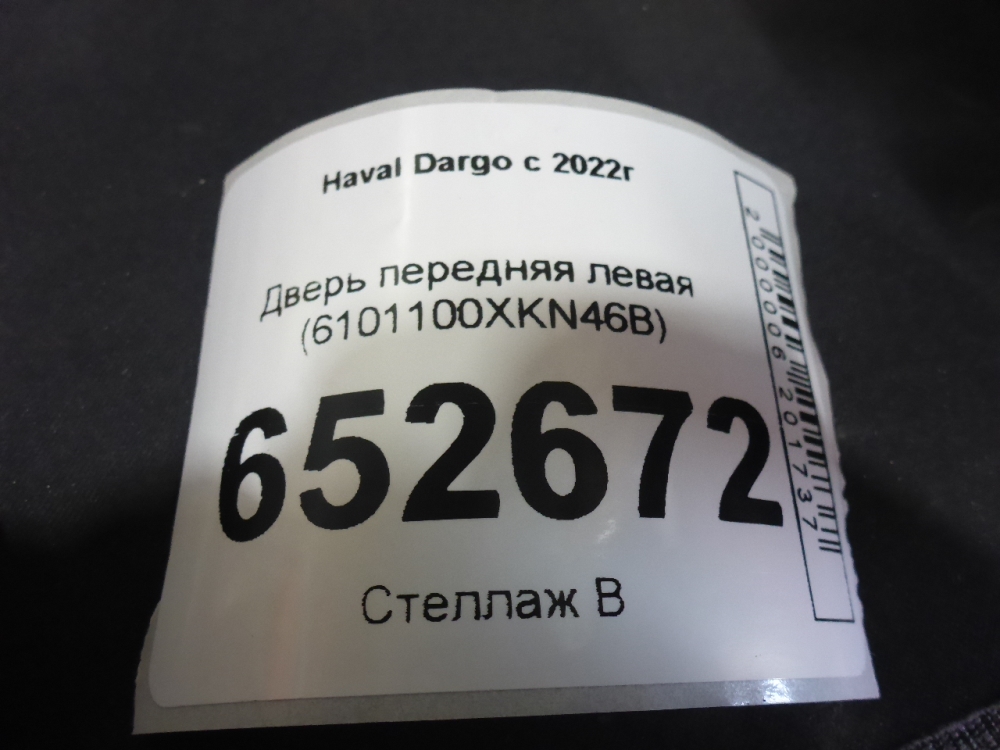 Haval Dargo с 2022г
Дверь передняя левая
(6101100XKN46B)
652672
Стеллаж В
2000006201737